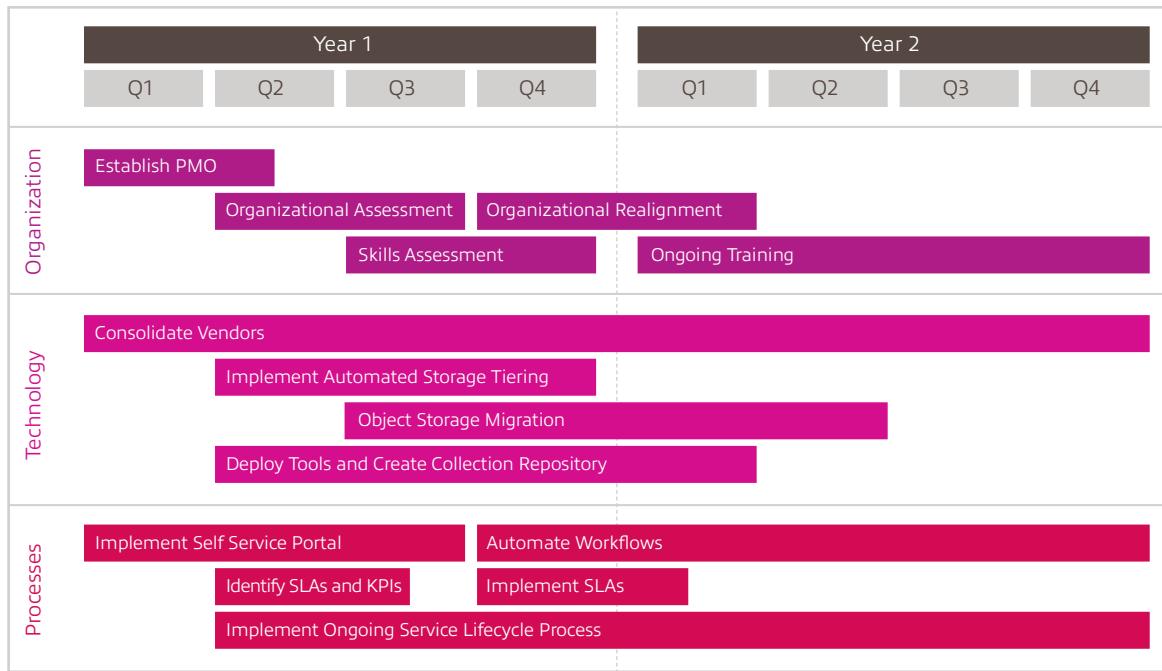 Year 1
Year 2
Q1
Q2
Q3
Q4
Q1
Q2
Q3
Q4
Organization
Establish PMO
Organizational Assessment
Organizational Realignment
Skills Assessment
Ongoing Training
Technology
Consolidate Vendors
Implement Automated Storage Tiering
Object Storage Migration
Deploy Tools and Create Collection Repository
Processes
Implement Self Service Portal
Automate Workflows
Identify SLAs and KPIs
Implement SLAs
Implement Ongoing Service Lifecycle Process